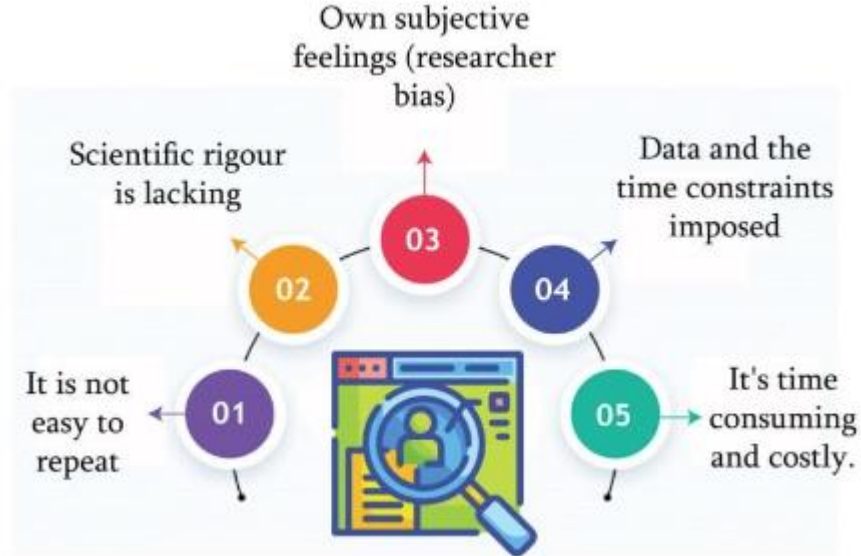 Own subjective
feelings (researcher
bias)
Scientific rigour
is lacking
Data and the
time constraints
imposed
03
02
04
It is not
easy to
repeat
01
05
It's time
consuming
and costly.